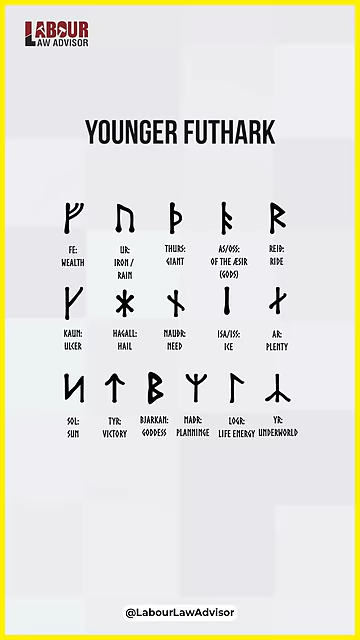 LABOUR
LAW ADVISOR
YOUNGER FUTHARK
ᚠ ᚢ ᚦ ᚬ ᚱ
FE: UR: THURS: AS/OSS: REID:
WEALTH IRON / GIANT OF THE ÆSIR RIDE
RAIN (GODS)
ᚴ ᚼ ᚾ ᛁ ᛅ
KAUN: HAGALL: NAUDR: ISA/ISS: AR:
ULCER HAIL NEED ICE PLENTY
ᛋ ᛏ ᛒ ᛘ ᛚ ᛦ
SOL: TYR: BJARKAN: MADR: LOGR: YR:
SUN VICTORY GODDESS PLANNINGE LIFE ENERGY UNDERWORLD
@LabourLawAdvisor